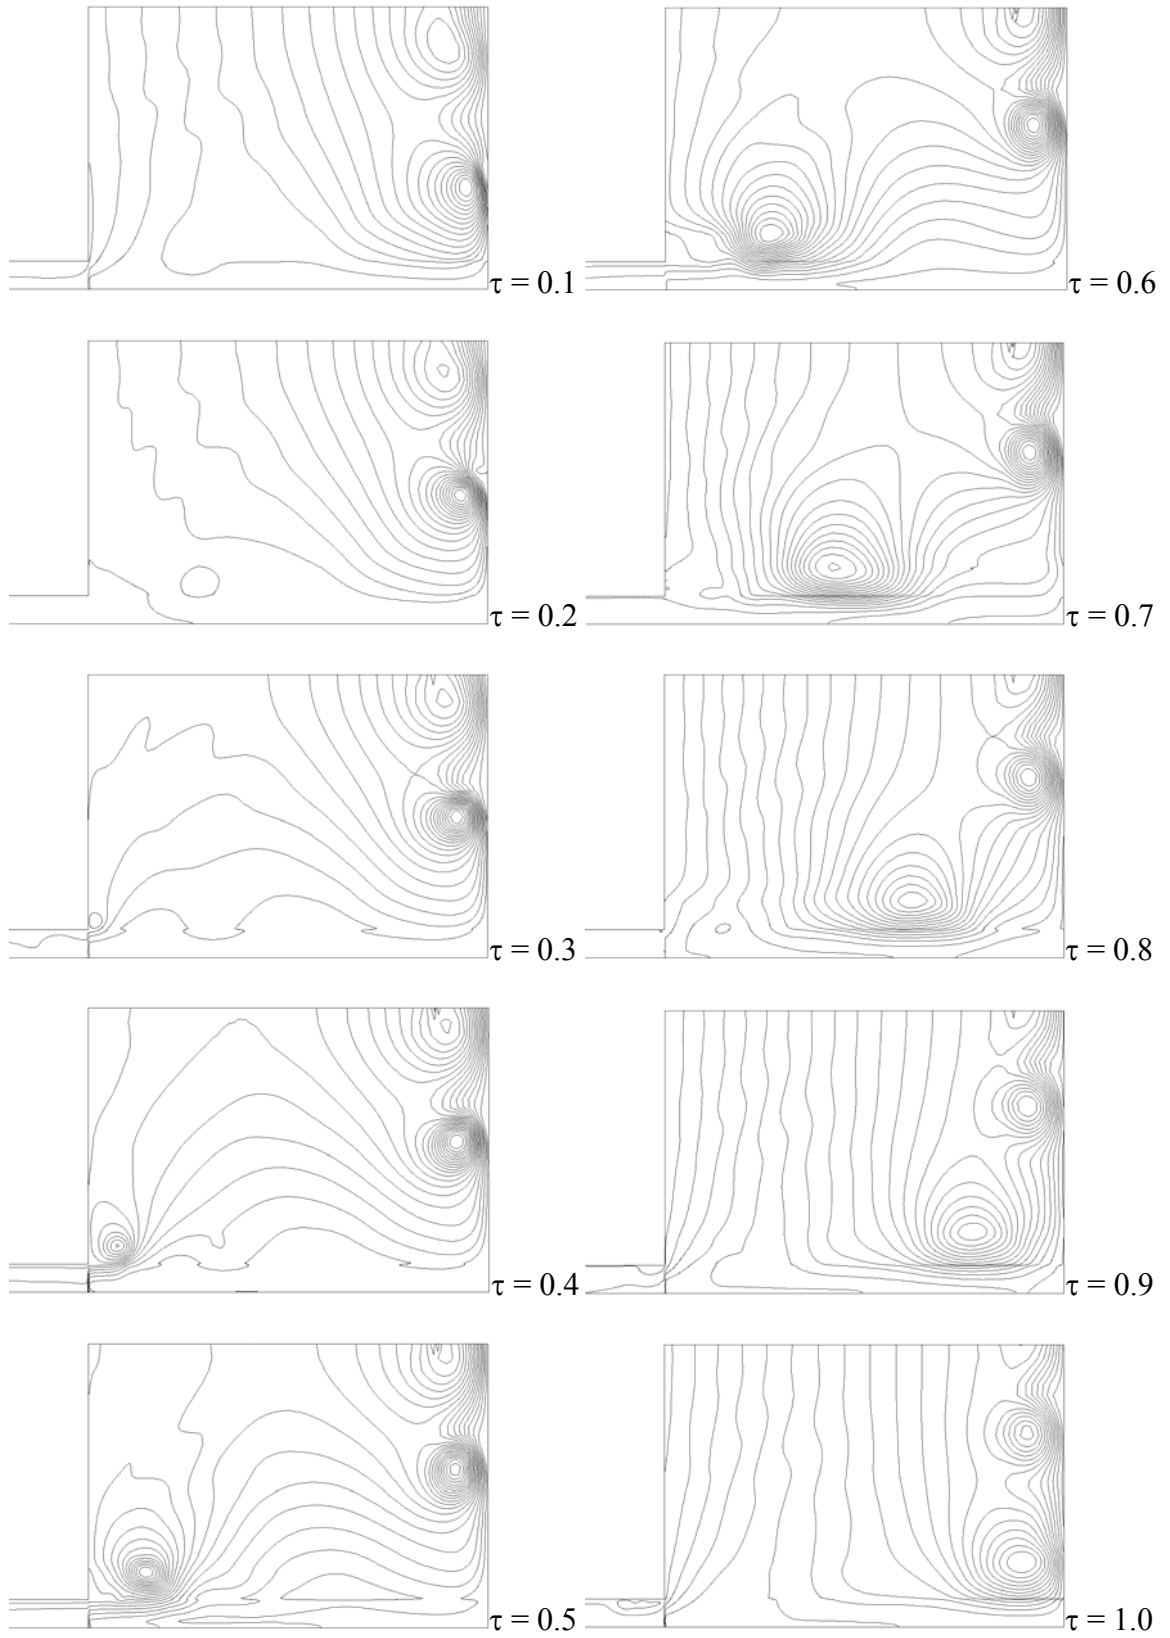 τ = 0.1
τ = 0.6
τ = 0.2
τ = 0.7
τ = 0.3
τ = 0.8
τ = 0.4
τ = 0.9
τ = 0.5
τ = 1.0